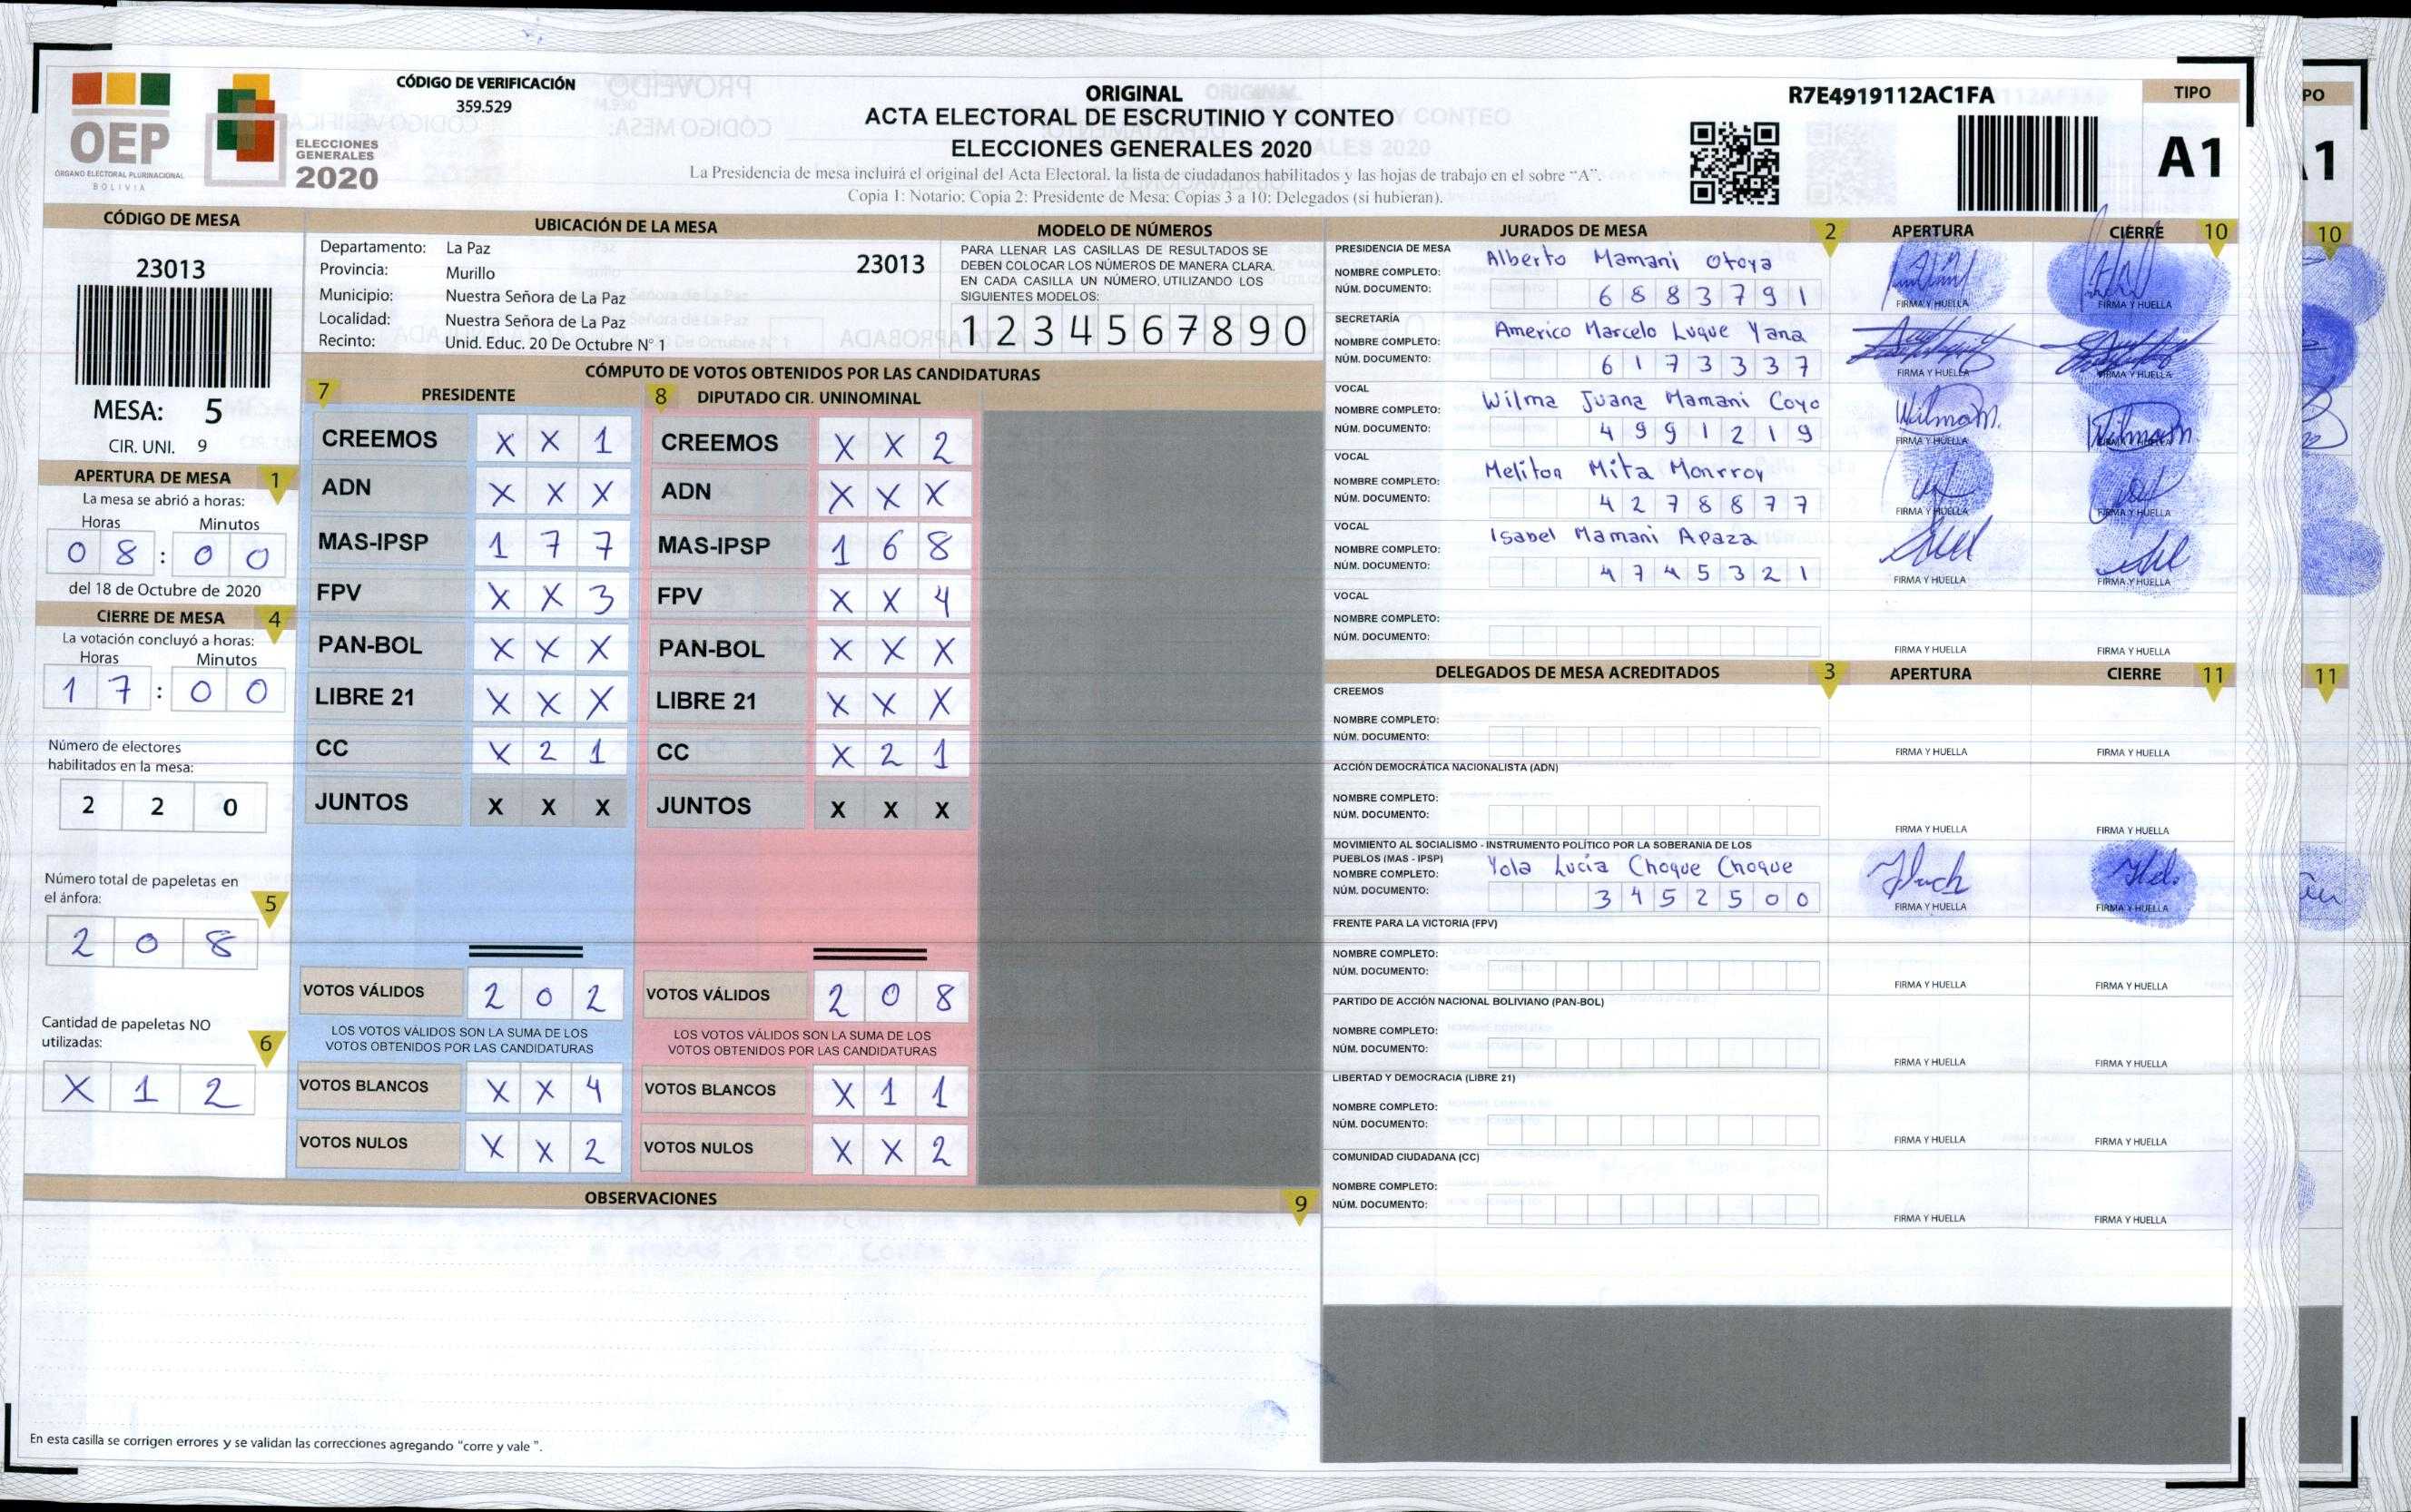 OEP
ÓRGANO ELECTORAL PLURINACIONAL
BOLIVIA
ELECCIONES
GENERALES
2020
CÓDIGO DE VERIFICACIÓN
359.529
ORIGINAL
ACTA ELECTORAL DE ESCRUTINIO Y CONTEO
ELECCIONES GENERALES 2020
La Presidencia de mesa incluirá el original del Acta Electoral, la lista de ciudadanos habilitados y las hojas de trabajo en el sobre "A".
Copia 1: Notario; Copia 2: Presidente de Mesa; Copias 3 a 10: Delegados (si hubieran).
R7E4919112AC1FA
TIPO
A1
CÓDIGO DE MESA
23013
MESA: 5
CIR. UNI. 9
APERTURA DE MESA 1
La mesa se abrió a horas:
Horas Minutos
0 8 : 0 0
del 18 de Octubre de 2020
CIERRE DE MESA 4
La votación concluyó a horas:
Horas Minutos
1 7 : 0 0
Número de electores
habilitados en la mesa:
2 2 0
Número total de papeletas en
el ánfora: 5
2 0 8
Cantidad de papeletas NO
utilizadas: 6
X 1 2
UBICACIÓN DE LA MESA
Departamento: La Paz
23013
Provincia: Murillo
Municipio: Nuestra Señora de La Paz
Localidad: Nuestra Señora de La Paz
Recinto: Unid. Educ. 20 De Octubre N° 1
MODELO DE NÚMEROS
PARA LLENAR LAS CASILLAS DE RESULTADOS SE
DEBEN COLOCAR LOS NÚMEROS DE MANERA CLARA.
EN CADA CASILLA UN NÚMERO, UTILIZANDO LOS
SIGUIENTES MODELOS:
1 2 3 4 5 6 7 8 9 0
CÓMPUTO DE VOTOS OBTENIDOS POR LAS CANDIDATURAS
7 PRESIDENTE 8 DIPUTADO CIR. UNINOMINAL
CREEMOS X X 1 CREEMOS X X 2
ADN X X X ADN X X X
MAS-IPSP 1 7 7 MAS-IPSP 1 6 8
FPV X X 3 FPV X X 4
PAN-BOL X X X PAN-BOL X X X
LIBRE 21 X X X LIBRE 21 X X X
CC X 2 1 CC X 2 1
JUNTOS X X X JUNTOS X X X
VOTOS VÁLIDOS 2 0 2 VOTOS VÁLIDOS 2 0 8
LOS VOTOS VÁLIDOS SON LA SUMA DE LOS
VOTOS OBTENIDOS POR LAS CANDIDATURAS
LOS VOTOS VÁLIDOS SON LA SUMA DE LOS
VOTOS OBTENIDOS POR LAS CANDIDATURAS
VOTOS BLANCOS X X 4 VOTOS BLANCOS X 1 1
VOTOS NULOS X X 2 VOTOS NULOS X X 2
OBSERVACIONES 9
En esta casilla se corrigen errores y se validan las correcciones agregando "corre y vale".
JURADOS DE MESA 2 APERTURA CIERRE 10
PRESIDENCIA DE MESA
NOMBRE COMPLETO: Alberto Mamani Otoya
NÚM. DOCUMENTO: 6 8 8 3 7 9 1
FIRMA Y HUELLA FIRMA Y HUELLA
SECRETARÍA
NOMBRE COMPLETO: Americo Marcelo Luque Yana
NÚM. DOCUMENTO: 6 1 7 3 3 3 7
FIRMA Y HUELLA FIRMA Y HUELLA
VOCAL
NOMBRE COMPLETO: Wilma Juana Mamani Coyo
NÚM. DOCUMENTO: 4 9 9 1 2 1 9
FIRMA Y HUELLA FIRMA Y HUELLA
VOCAL
NOMBRE COMPLETO: Meliton Mita Monrroy
NÚM. DOCUMENTO: 4 2 7 8 8 7 7
FIRMA Y HUELLA FIRMA Y HUELLA
VOCAL
NOMBRE COMPLETO: Isabel Mamani Apaza
NÚM. DOCUMENTO: 4 7 4 5 3 2 1
FIRMA Y HUELLA FIRMA Y HUELLA
VOCAL
NOMBRE COMPLETO:
NÚM. DOCUMENTO:
FIRMA Y HUELLA FIRMA Y HUELLA
DELEGADOS DE MESA ACREDITADOS 3 APERTURA CIERRE 11
CREEMOS
NOMBRE COMPLETO:
NÚM. DOCUMENTO:
FIRMA Y HUELLA FIRMA Y HUELLA
ACCIÓN DEMOCRÁTICA NACIONALISTA (ADN)
NOMBRE COMPLETO:
NÚM. DOCUMENTO:
FIRMA Y HUELLA FIRMA Y HUELLA
MOVIMIENTO AL SOCIALISMO - INSTRUMENTO POLÍTICO POR LA SOBERANIA DE LOS
PUEBLOS (MAS - IPSP)
NOMBRE COMPLETO: Yola Lucía Choque Choque
NÚM. DOCUMENTO: 3 4 5 2 5 0 0
FIRMA Y HUELLA FIRMA Y HUELLA
FRENTE PARA LA VICTORIA (FPV)
NOMBRE COMPLETO:
NÚM. DOCUMENTO:
FIRMA Y HUELLA FIRMA Y HUELLA
PARTIDO DE ACCIÓN NACIONAL BOLIVIANO (PAN-BOL)
NOMBRE COMPLETO:
NÚM. DOCUMENTO:
FIRMA Y HUELLA FIRMA Y HUELLA
LIBERTAD Y DEMOCRACIA (LIBRE 21)
NOMBRE COMPLETO:
NÚM. DOCUMENTO:
FIRMA Y HUELLA FIRMA Y HUELLA
COMUNIDAD CIUDADANA (CC)
NOMBRE COMPLETO:
NÚM. DOCUMENTO:
FIRMA Y HUELLA FIRMA Y HUELLA
PO
1
10
11